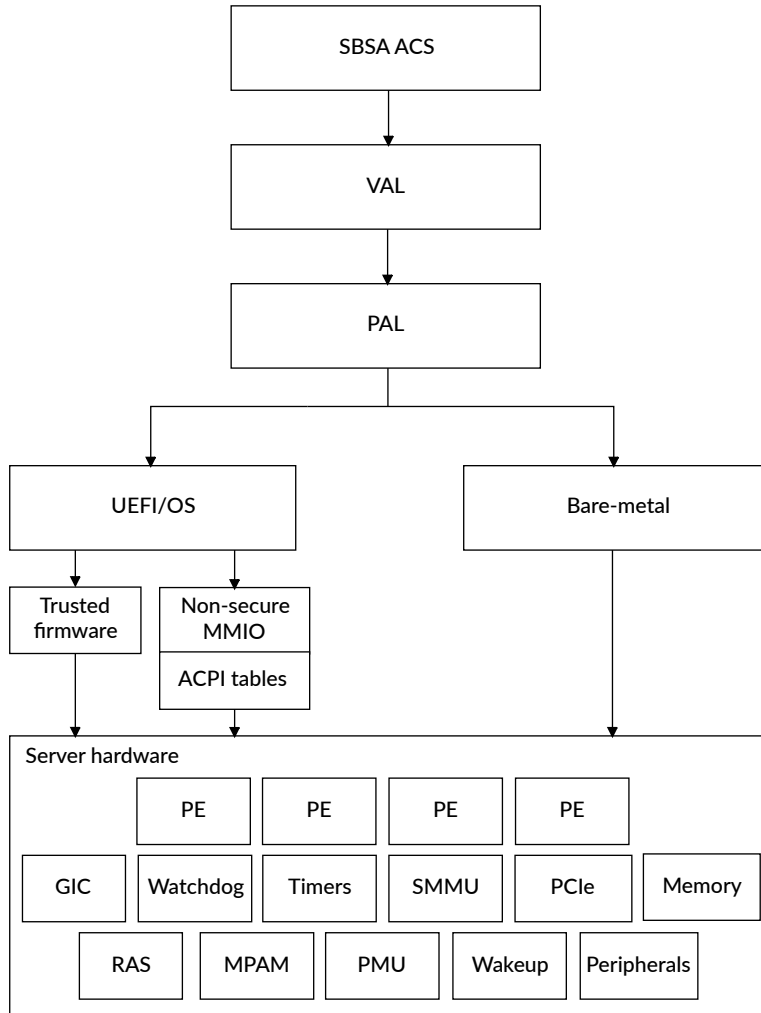 SBSA ACS
VAL
PAL
UEFI/OS
Bare-metal
Trusted
firmware
Non-secure
MMIO
ACPI tables
Server hardware
PE
PE
PE
PE
GIC
Watchdog
Timers
SMMU
PCIe
Memory
RAS
MPAM
PMU
Wakeup
Peripherals